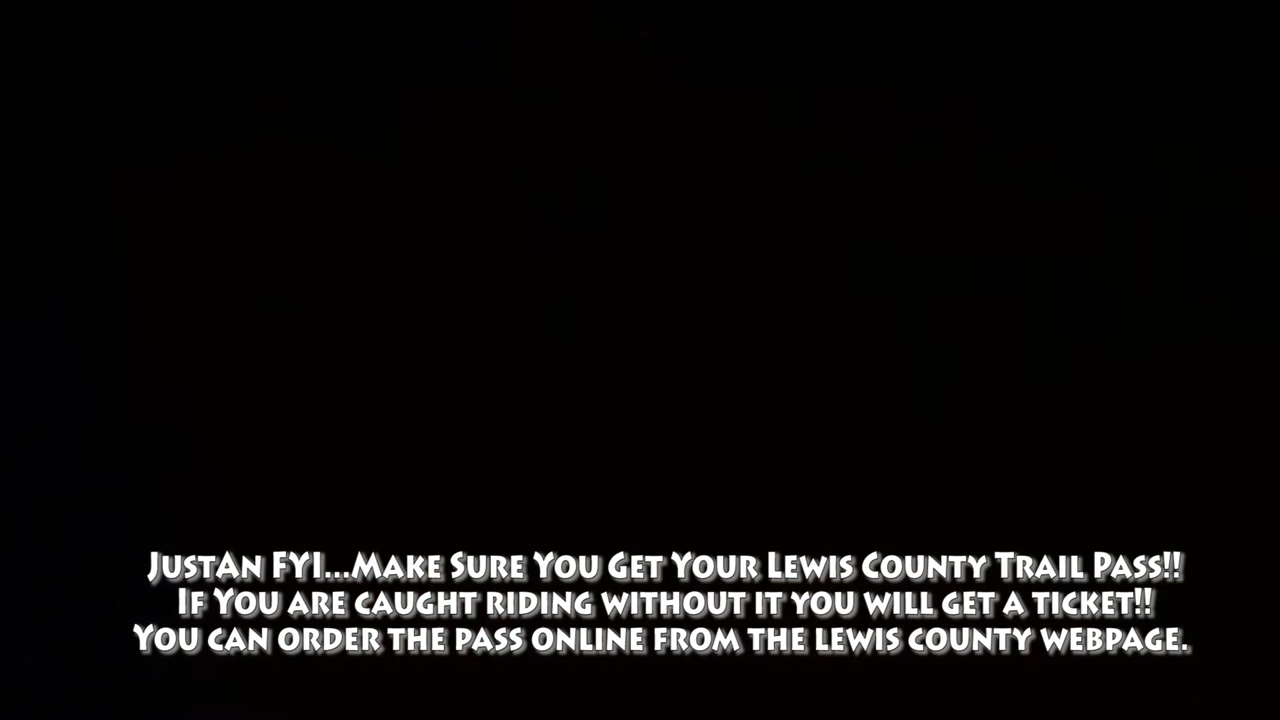 JustAn FYI...Make Sure You Get Your Lewis County Trail Pass!!
If You are caught riding without it you will get a ticket!!
You can order the pass online from the lewis county webpage.